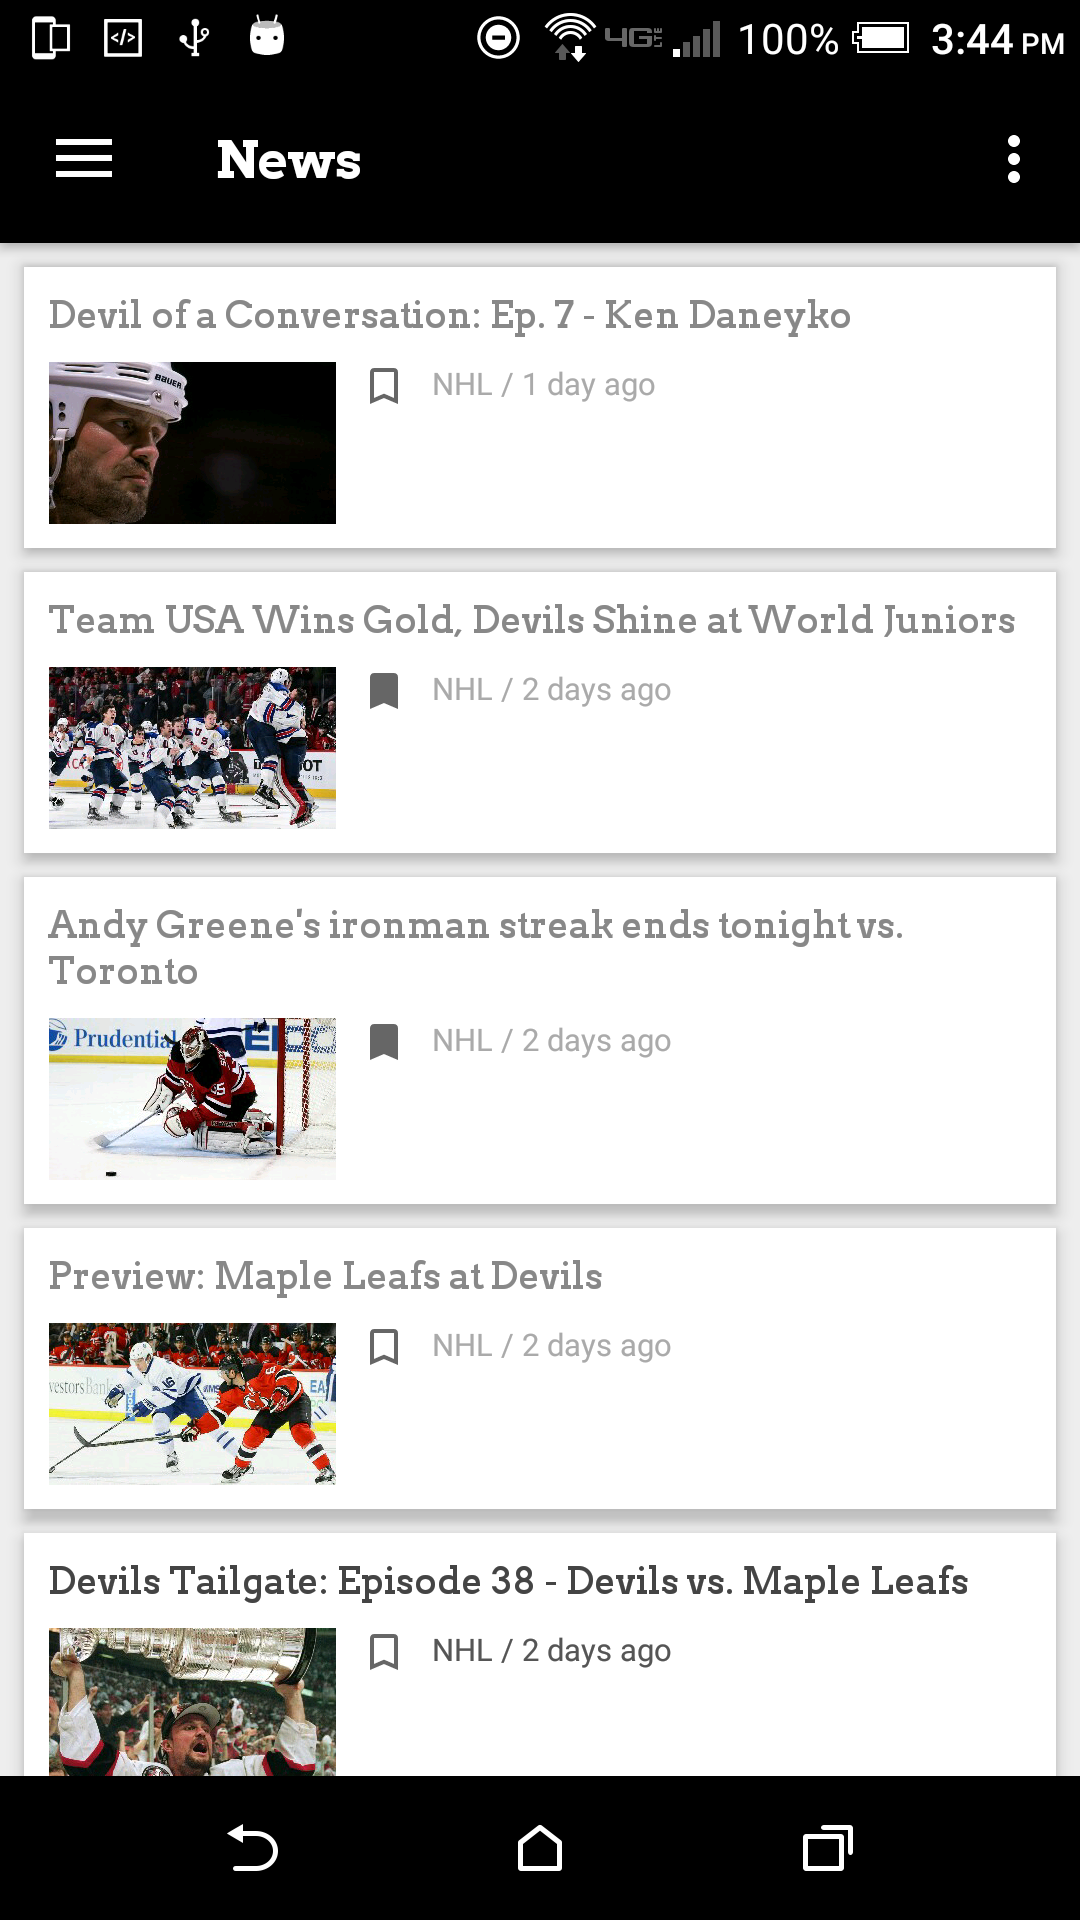 </>
4G LTE
100%
3:44 PM
News
Devil of a Conversation: Ep. 7 - Ken Daneyko
BAUER
NHL / 1 day ago
Team USA Wins Gold, Devils Shine at World Juniors
NHL / 2 days ago
Andy Greene's ironman streak ends tonight vs.
Toronto
Prudential
NHL / 2 days ago
Preview: Maple Leafs at Devils
NHL / 2 days ago
Devils Tailgate: Episode 38 - Devils vs. Maple Leafs
NHL / 2 days ago